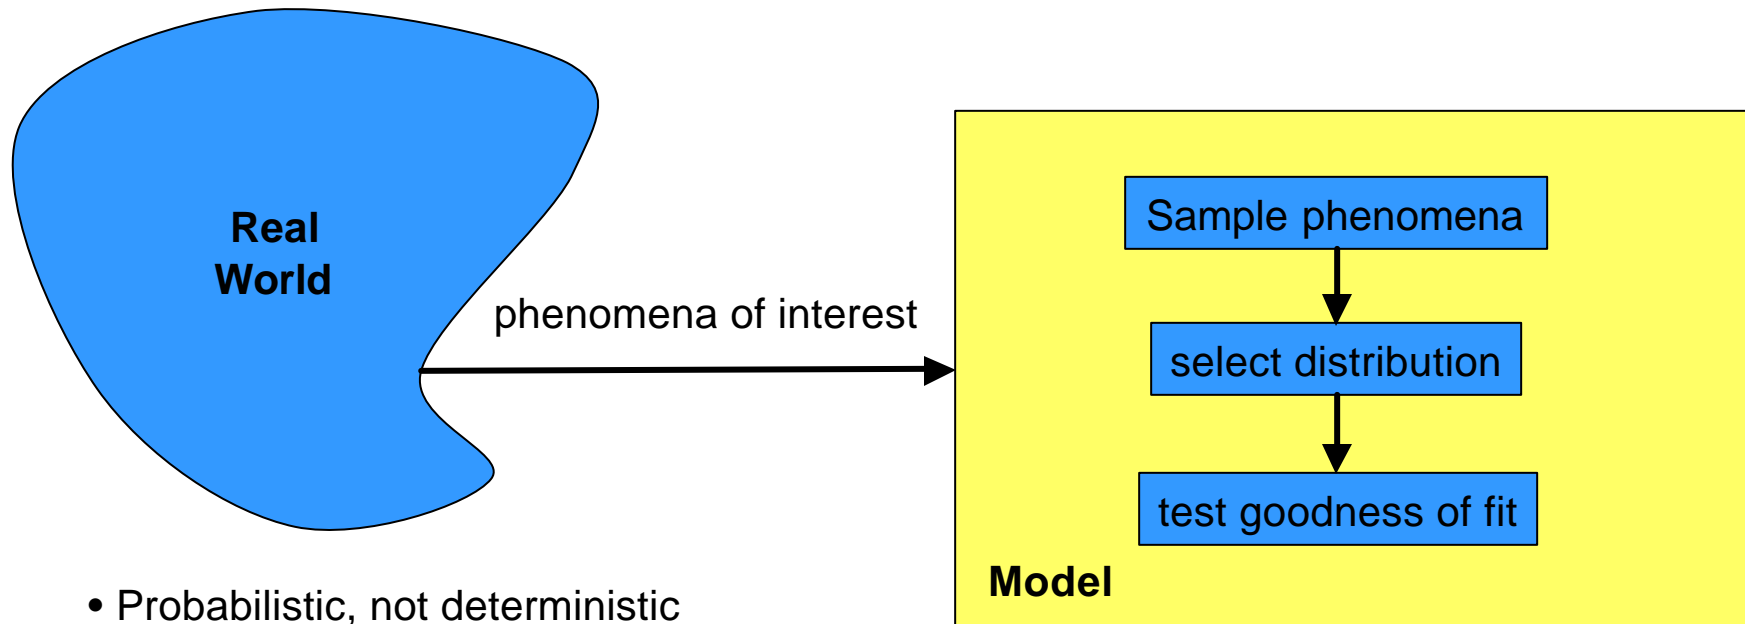 Real
World
phenomena of interest
Sample phenomena
select distribution
test goodness of fit
Model
• Probabilistic, not deterministic